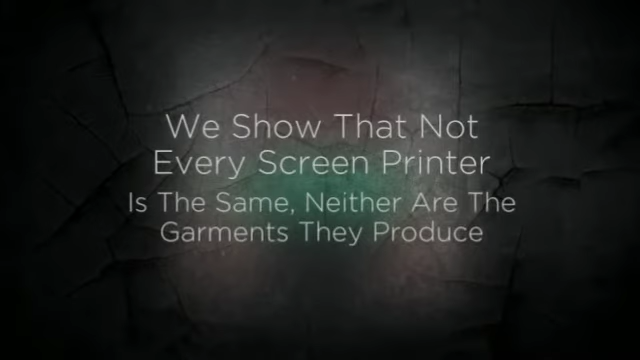 We Show That Not
Every Screen Printer
Is The Same, Neither Are The
Garments They Produce